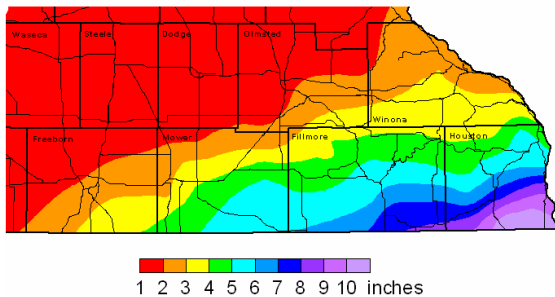 Waseca Steele Dodge Olmsted
Winona
Freeborn Mower Fillmore Houston
1 2 3 4 5 6 7 8 9 10 inches